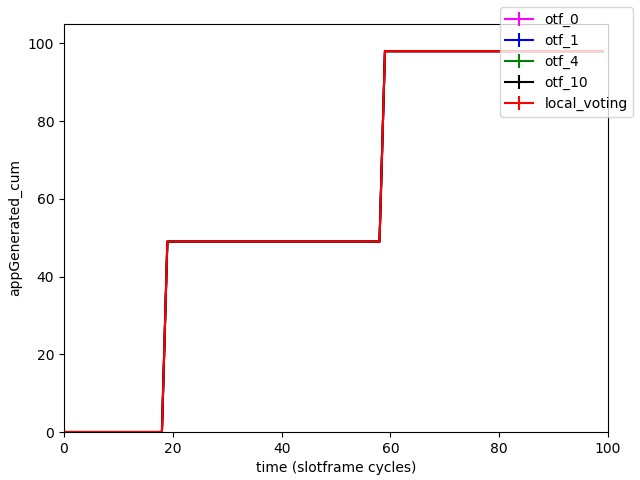 otf_0
otf_1
otf_4
otf_10
local_voting
100
80
60
40
20
0
appGenerated_cum
0 20 40 60 80 100
time (slotframe cycles)